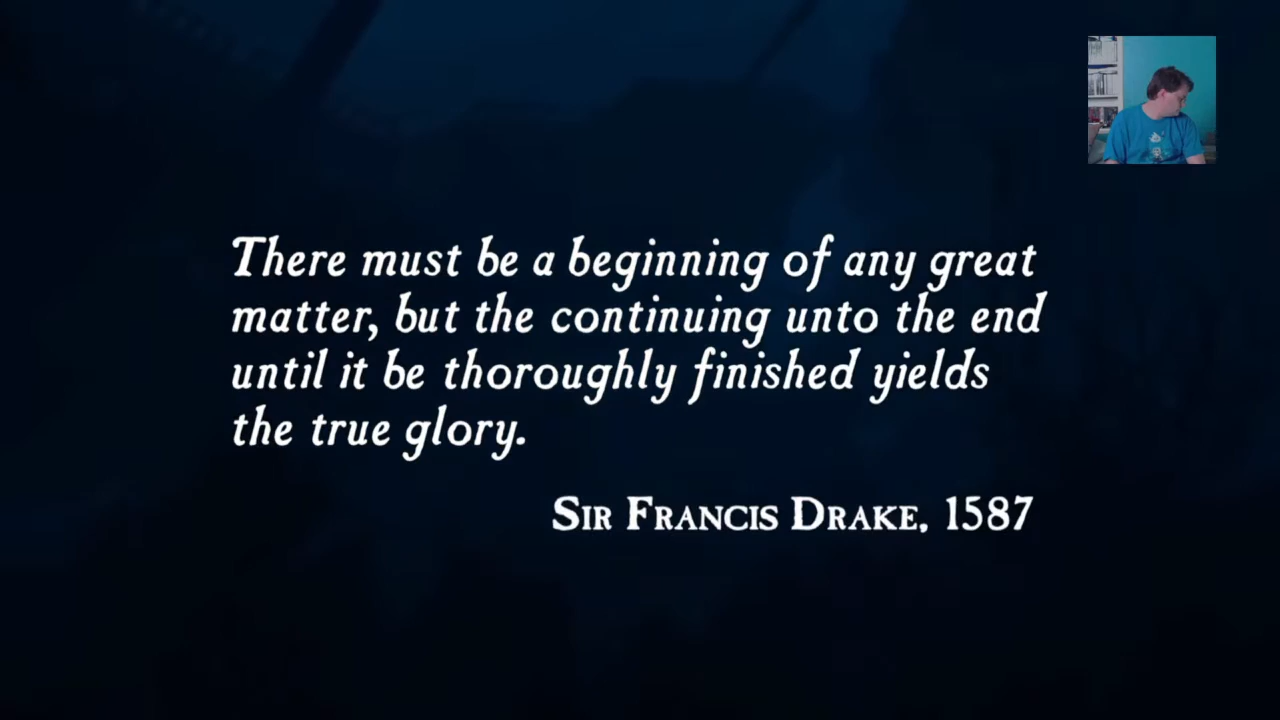 There must be a beginning of any great
matter, but the continuing unto the end
until it be thoroughly finished yields
the true glory.
Sir Francis Drake, 1587